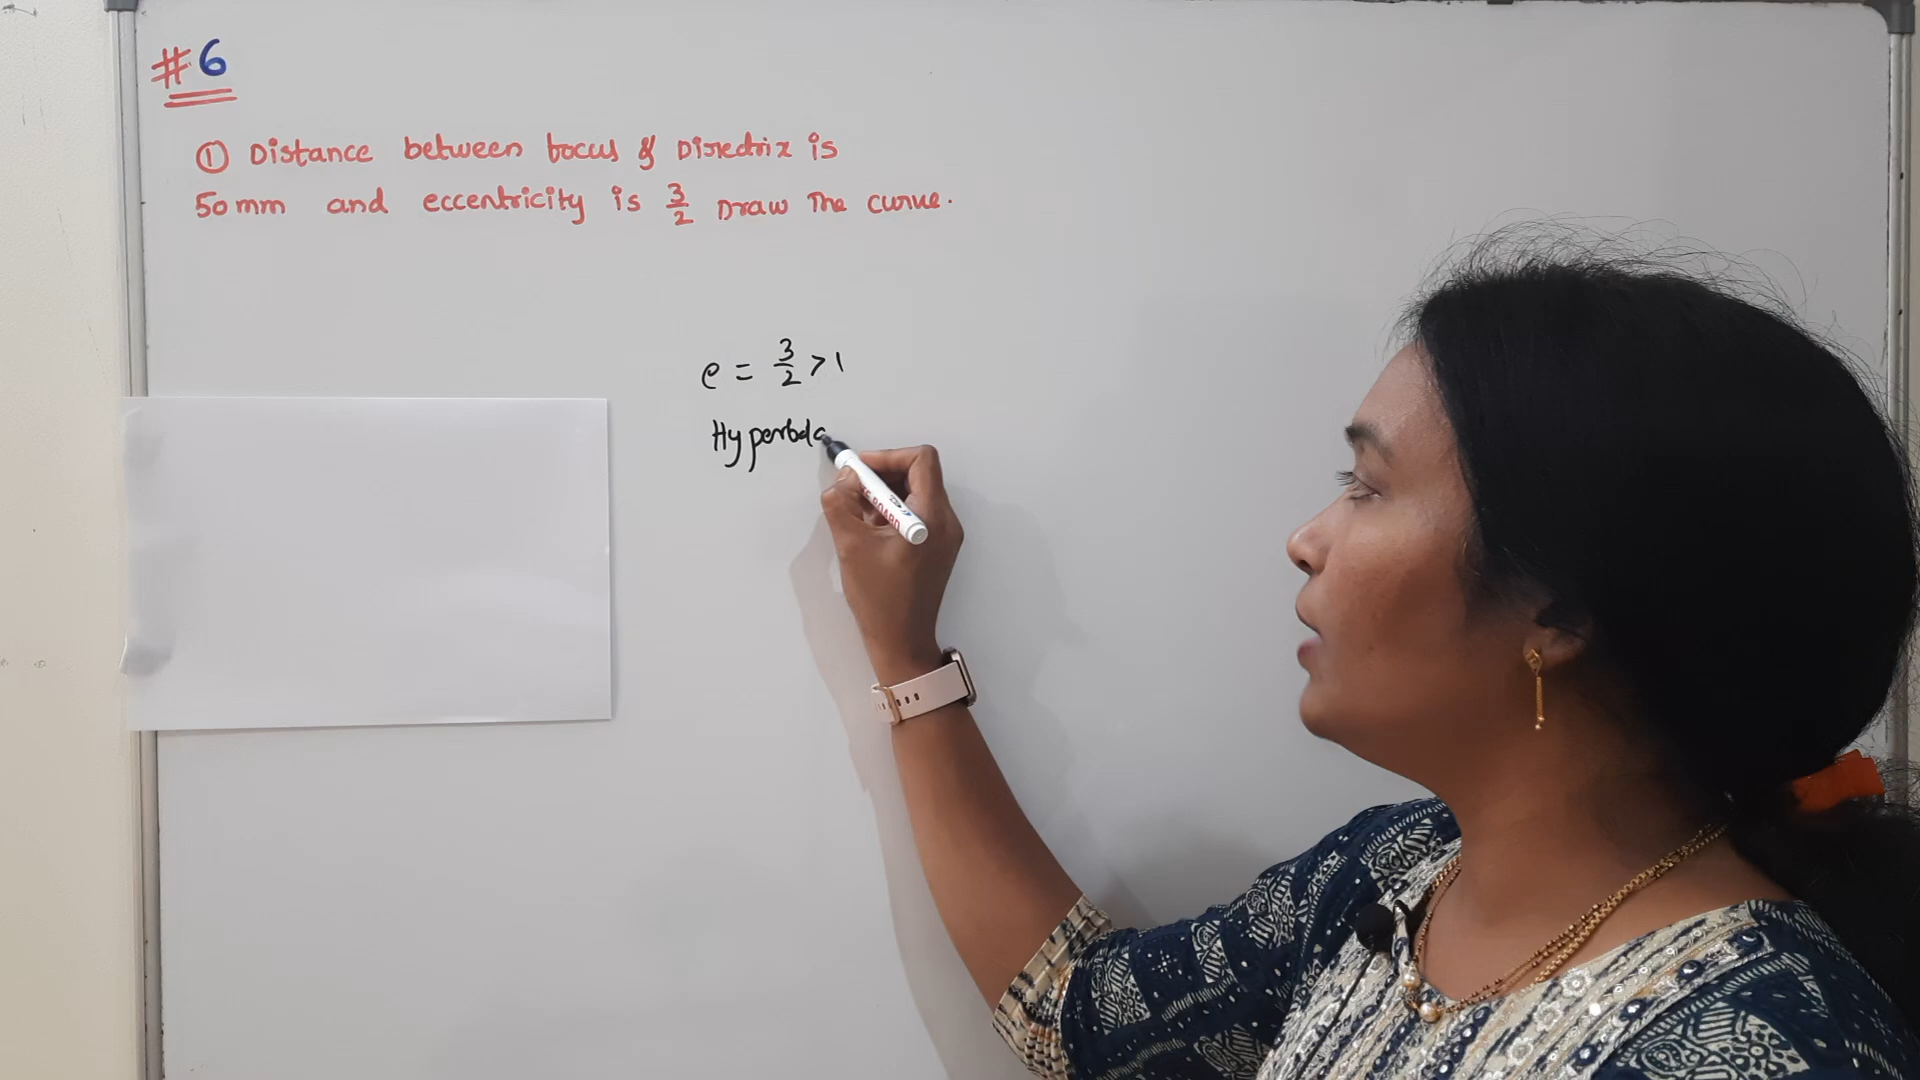 #6
① Distance between focus & Directrix is
50mm and eccentricity is 3/2 Draw The curve.
e = 3/2 > 1
Hyperbola